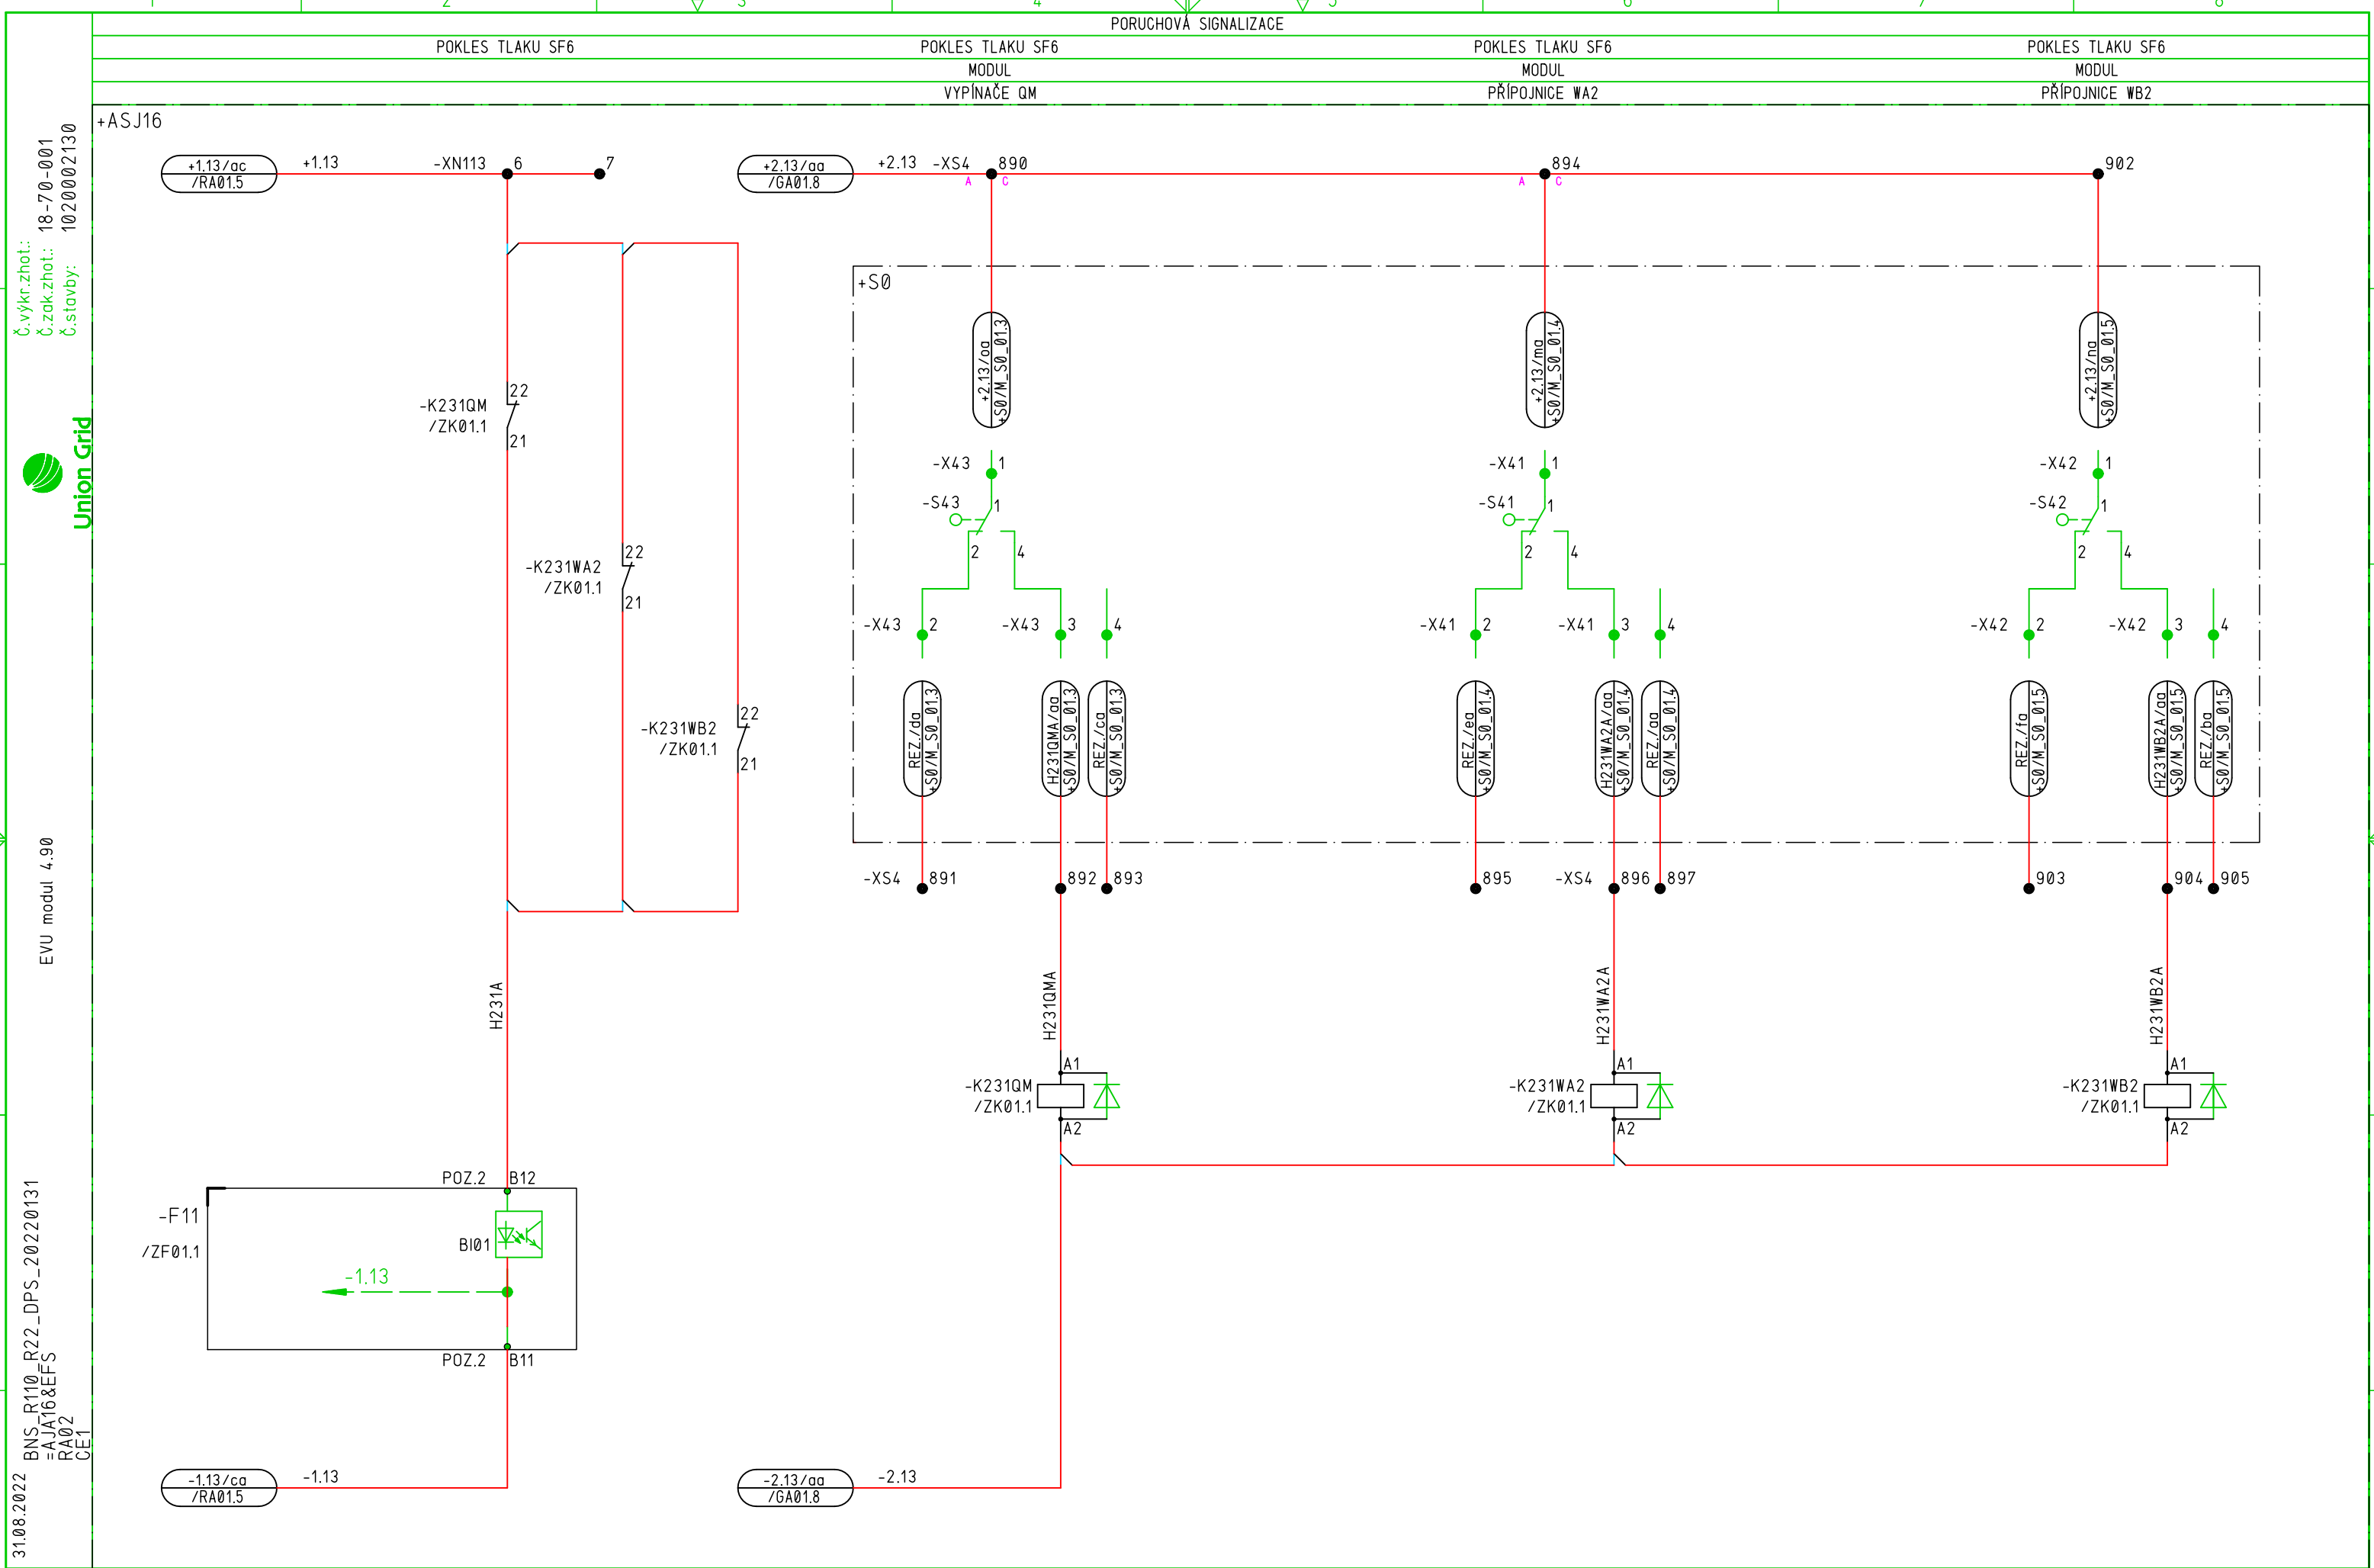 1 2 3 4 5 6 7 8
PORUCHOVÁ SIGNALIZACE
POKLES TLAKU SF6 POKLES TLAKU SF6 POKLES TLAKU SF6 POKLES TLAKU SF6
MODUL MODUL MODUL
VYPÍNAČE QM PŘÍPOJNICE WA2 PŘÍPOJNICE WB2
+ASJ16
+1.13/ac +1.13 -XN113 6 7 +2.13/aa +2.13 -XS4 890 894 902
/RA01.5 /GA01.8 A C A C
+S0
+2.13/oa +2.13/ma +2.13/na
+S0/M_S0_01.3 +S0/M_S0_01.4 +S0/M_S0_01.5
22
-K231QM
/ZK01.1
21
-X43 1 -X41 1 -X42 1
-S43 1 -S41 1 -S42 1
2 4 2 4 2 4
22
-K231WA2
/ZK01.1
21
-X43 2 -X43 3 4 -X41 2 -X41 3 4 -X42 2 -X42 3 4
22
-K231WB2
/ZK01.1
21
REZ./da H231QMA/aa REZ./ca REZ./ea H231WA2A/aa REZ./aa REZ./fa H231WB2A/aa REZ./ba
+S0/M_S0_01.3 +S0/M_S0_01.3 +S0/M_S0_01.3 +S0/M_S0_01.4 +S0/M_S0_01.4 +S0/M_S0_01.4 +S0/M_S0_01.5 +S0/M_S0_01.5 +S0/M_S0_01.5
-XS4 891 892 893 895 -XS4 896 897 903 904 905
H231A H231QMA H231WA2A H231WB2A
A1 A1 A1
-K231QM -K231WA2 -K231WB2
/ZK01.1 /ZK01.1 /ZK01.1
A2 A2 A2
POZ.2 B12
-F11
/ZF01.1
BI01
-1.13
POZ.2 B11
-1.13/ca -1.13 -2.13/aa -2.13
/RA01.5 /GA01.8
Č.výkr.zhot.:
Č.zak.zhot.: 18-70-001
Č.stavby: 1020002130
Union Grid
EVU modul 4.90
BNS_R110_R22_DPS_20220131
=AJA16&EFS
RA02
CE1
31.08.2022